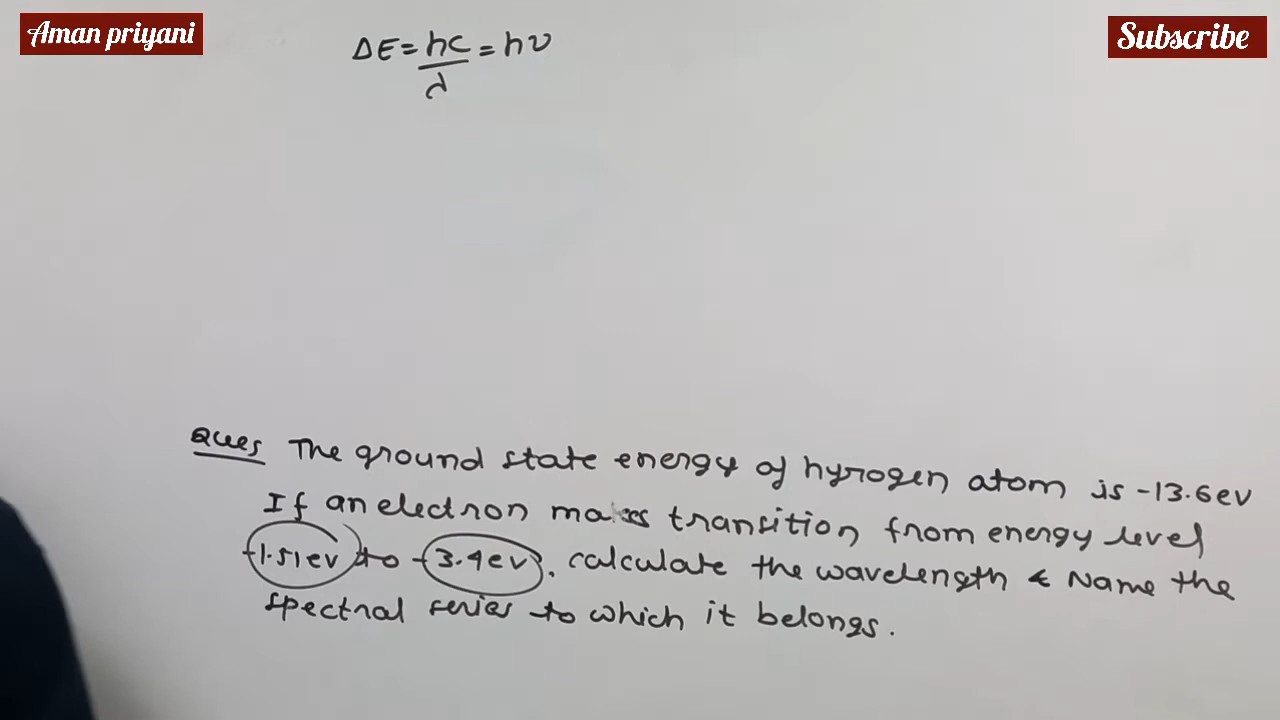 Aman priyani
Subscribe
ΔE = hc/λ = hν
Ques The ground state energy of hyrogen atom is -13.6ev
If an electron makes transition from energy level
-1.51ev to -3.4ev. calculate the wavelength & Name the
spectral series to which it belongs.